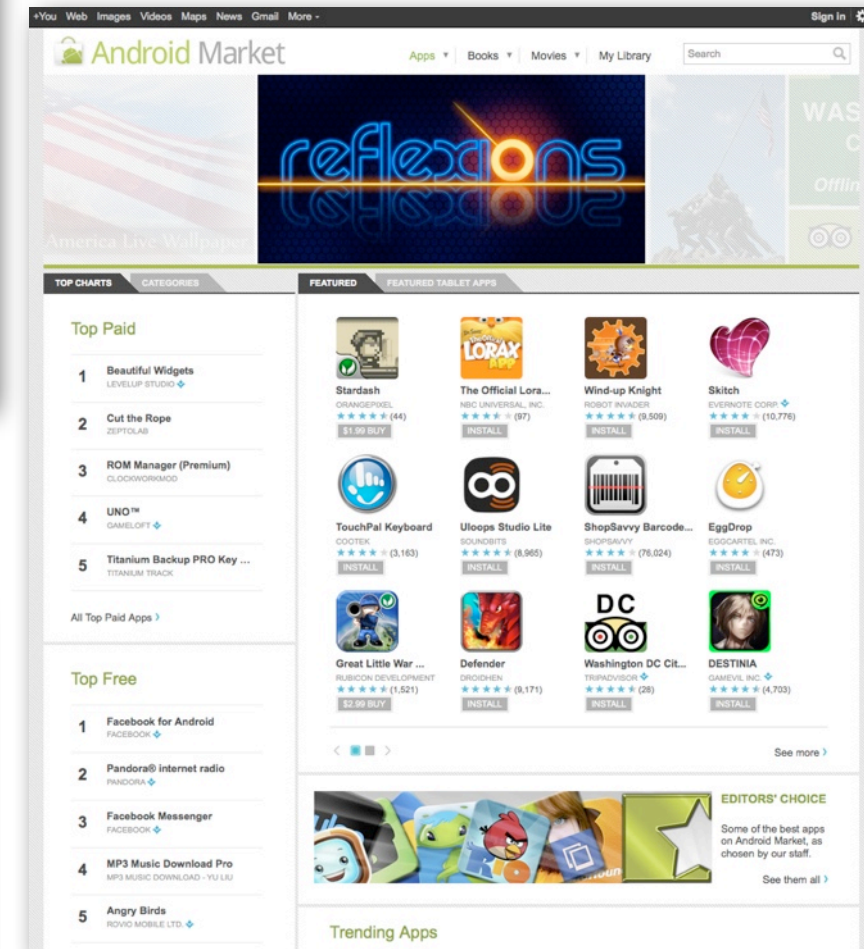 +You Web Images Videos Maps News Gmail More
Sign in
Android Market
Apps Books Movies My Library Search
reflexions
America Live Wallpaper
WAS
C
Offlin
TOP CHARTS CATEGORIES
Top Paid
1 Beautiful Widgets
LEVELUP STUDIO
2 Cut the Rope
ZEPTOLAB
3 ROM Manager (Premium)
CLOCKWORKMOD
4 UNO™
GAMELOFT
5 Titanium Backup PRO Key ...
TITANIUM TRACK
All Top Paid Apps
Top Free
1 Facebook for Android
FACEBOOK
2 Pandora® internet radio
PANDORA
3 Facebook Messenger
FACEBOOK
4 MP3 Music Download Pro
MP3 MUSIC DOWNLOAD - YU LIU
5 Angry Birds
ROVIO MOBILE LTD.
FEATURED FEATURED TABLET APPS
LORAX
APP
Stardash The Official Lora... Wind-up Knight Skitch
ORANGEPIXEL NBC UNIVERSAL, INC. ROBOT INVADER EVERNOTE CORP.
(44) (97) (9,509) (10,776)
$1.99 BUY INSTALL INSTALL INSTALL
TouchPal Keyboard Uloops Studio Lite ShopSavvy Barcode... EggDrop
COOTEK SOUNDBITS SHOPSAVVY EGGCARTEL INC.
(3,163) (8,965) (76,024) (473)
INSTALL INSTALL INSTALL INSTALL
DC
Great Little War ... Defender Washington DC Cit... DESTINIA
RUBICON DEVELOPMENT DROIDHEN TRIPADVISOR GAMEVIL INC.
(1,521) (9,171) (28) (4,703)
$2.99 BUY INSTALL INSTALL INSTALL
See more
EDITORS' CHOICE
Some of the best apps
on Android Market, as
chosen by our staff.
See them all
Trending Apps